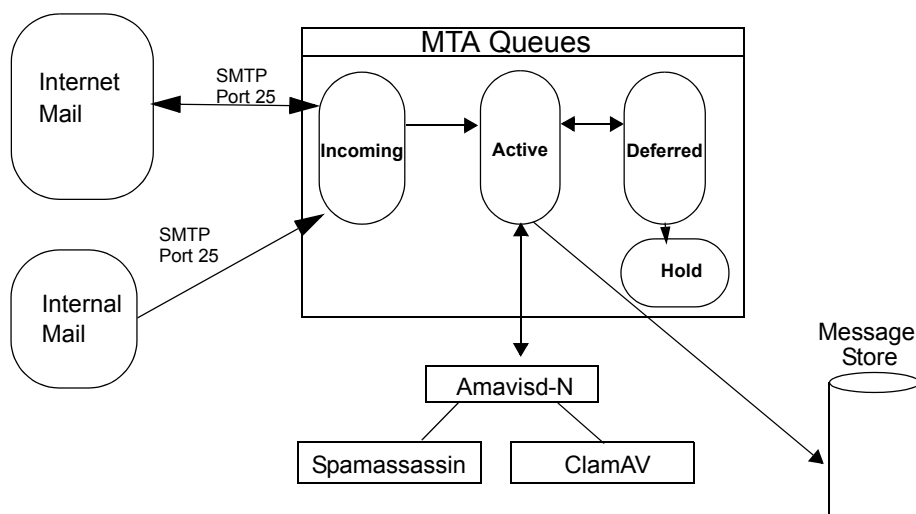 MTA Queues
Internet
Mail
SMTP
Port 25
Incoming
Active
Deferred
Hold
SMTP
Port 25
Internal
Mail
Message
Store
Amavisd-N
Spamassassin
ClamAV